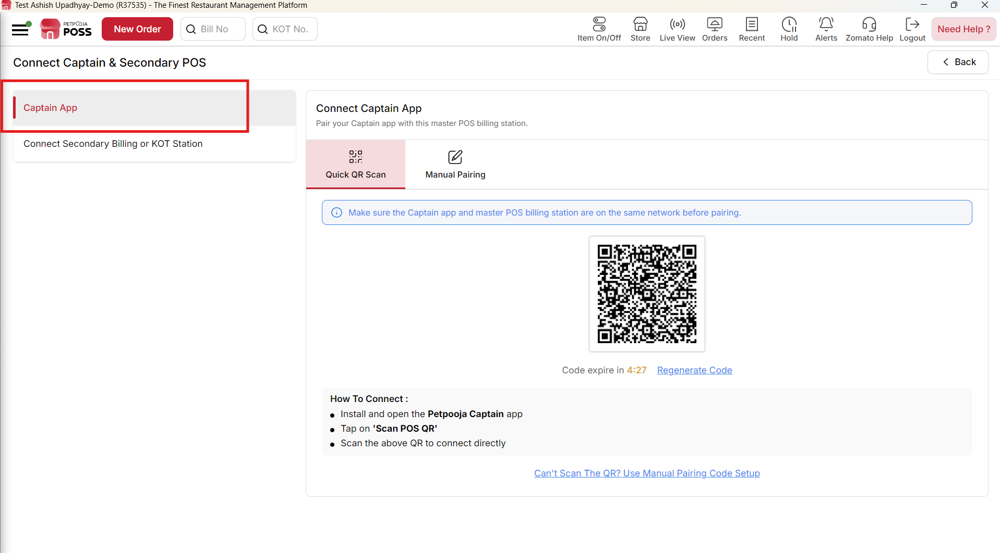 Test Ashish Upadhyay-Demo (R37535) - The Finest Restaurant Management Platform
PETPOOJA
POSS
New Order
Bill No
KOT No.
Item On/Off
Store
Live View
Orders
Recent
Hold
Alerts
Zomato Help
Logout
Need Help ?
Connect Captain & Secondary POS
Back
Captain App
Connect Secondary Billing or KOT Station
Connect Captain App
Pair your Captain app with this master POS billing station.
Quick QR Scan
Manual Pairing
Make sure the Captain app and master POS billing station are on the same network before pairing.
Code expire in 4:27 Regenerate Code
How To Connect :
Install and open the Petpooja Captain app
Tap on 'Scan POS QR'
Scan the above QR to connect directly
Can't Scan The QR? Use Manual Pairing Code Setup